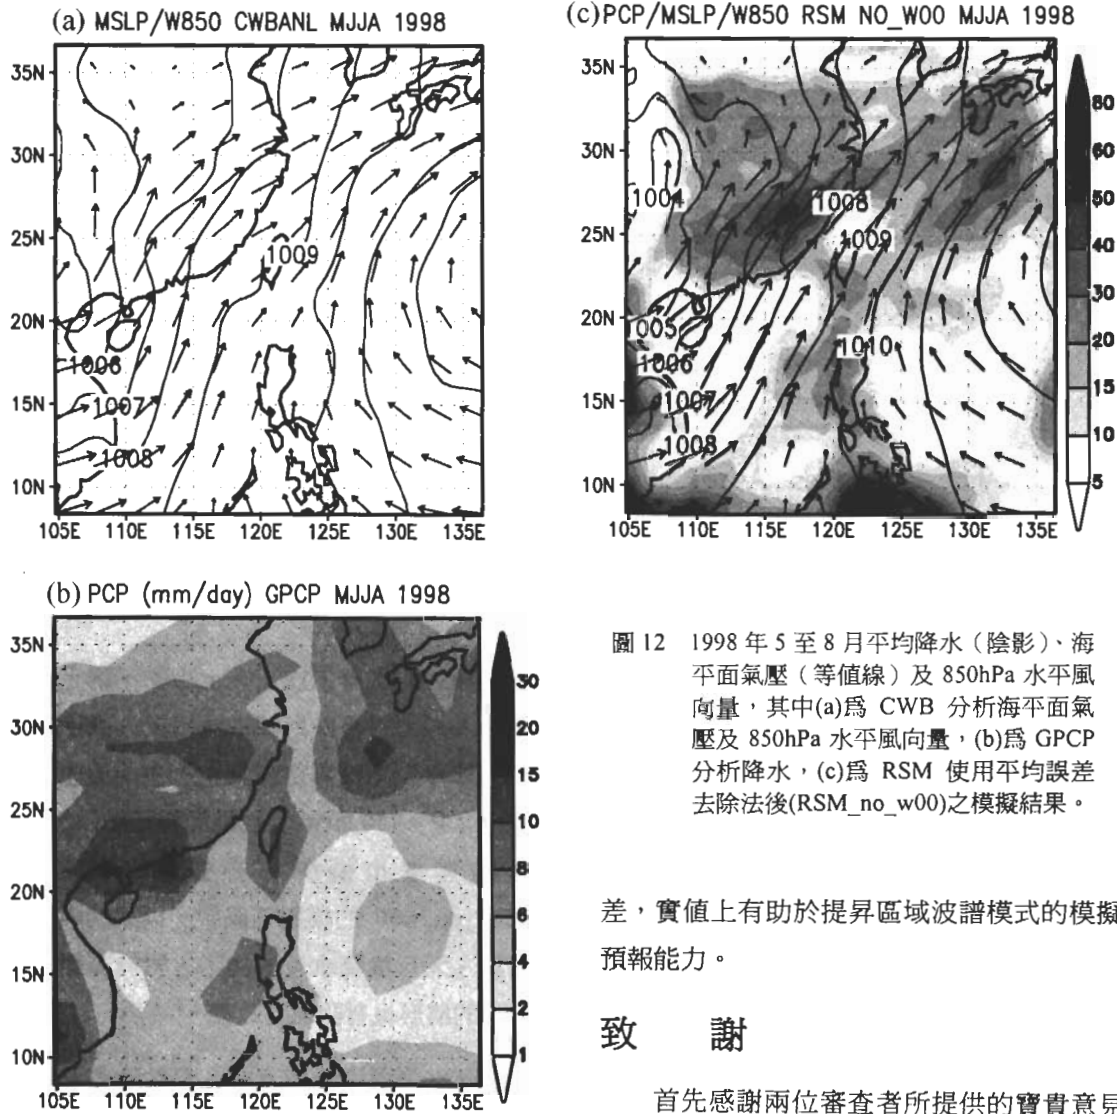 (a) MSLP/W850 CWBANL MJJA 1998
35N
30N
25N
20N
15N
10N
1009
1006
1007
1008
105E 110E 115E 120E 125E 130E 135E
(c) PCP/MSLP/W850 RSM NO_W00 MJJA 1998
35N
30N
25N
20N
15N
10N
1004
1008
1009
1005
1006
1010
1007
1008
105E 110E 115E 120E 125E 130E 135E
80
60
50
40
30
20
15
10
5
(b) PCP (mm/day) GPCP MJJA 1998
35N
30N
25N
20N
15N
10N
105E 110E 115E 120E 125E 130E 135E
30
20
15
10
8
6
4
2
1
圖 12 1998 年 5 至 8 月平均降水（陰影）、海
平面氣壓（等值線）及 850hPa 水平風
向量，其中(a)爲 CWB 分析海平面氣
壓及 850hPa 水平風向量，(b)爲 GPCP
分析降水，(c)爲 RSM 使用平均誤差
去除法後(RSM_no_w00)之模擬結果。
差，實值上有助於提昇區域波譜模式的模擬
預報能力。
致 謝
首先感謝兩位審查者所提供的寶貴意見